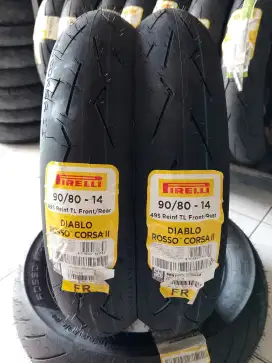 PIRELLI
90/80 - 14
49S Reinf TL Front/Rear
DIABLO
ROSSO CORSA II
FR
PIRELLI
90/80 - 14
49S Reinf TL Front/Rear
DIABLO
ROSSO CORSA II
FR